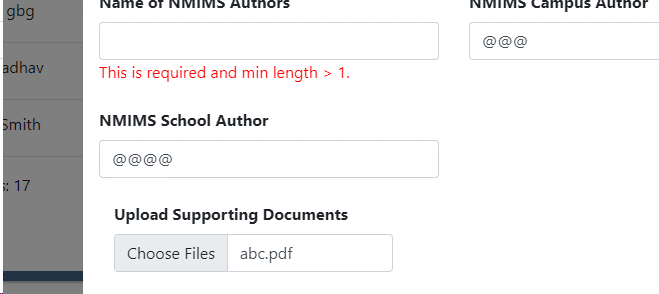 gbg
Name of NMIMS Authors
NMIMS Campus Author
@@@
adhav
This is required and min length > 1.
Smith
NMIMS School Author
@@@@
s: 17
Upload Supporting Documents
Choose Files
abc.pdf